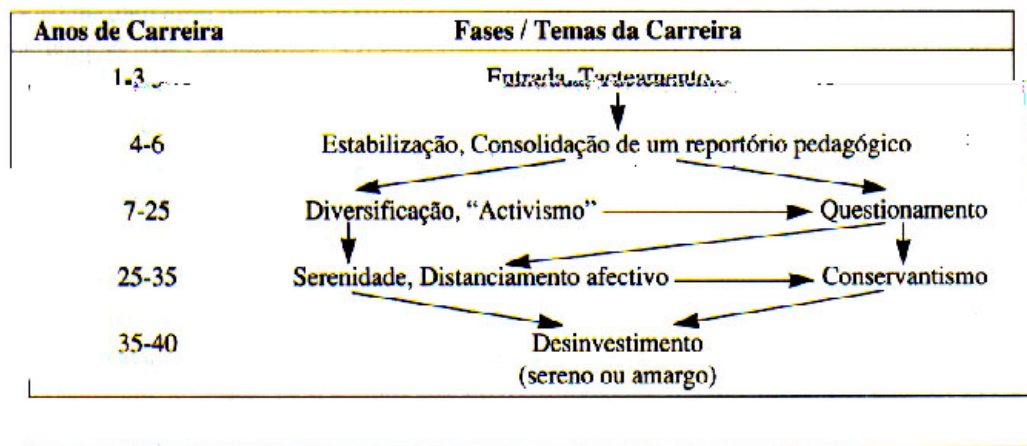 Anos de Carreira Fases / Temas da Carreira
1-3 Entrada, Tacteamento
4-6 Estabilização, Consolidação de um reportório pedagógico
7-25 Diversificação, “Activismo” Questionamento
25-35 Serenidade, Distanciamento afectivo Conservantismo
35-40 Desinvestimento
(sereno ou amargo)